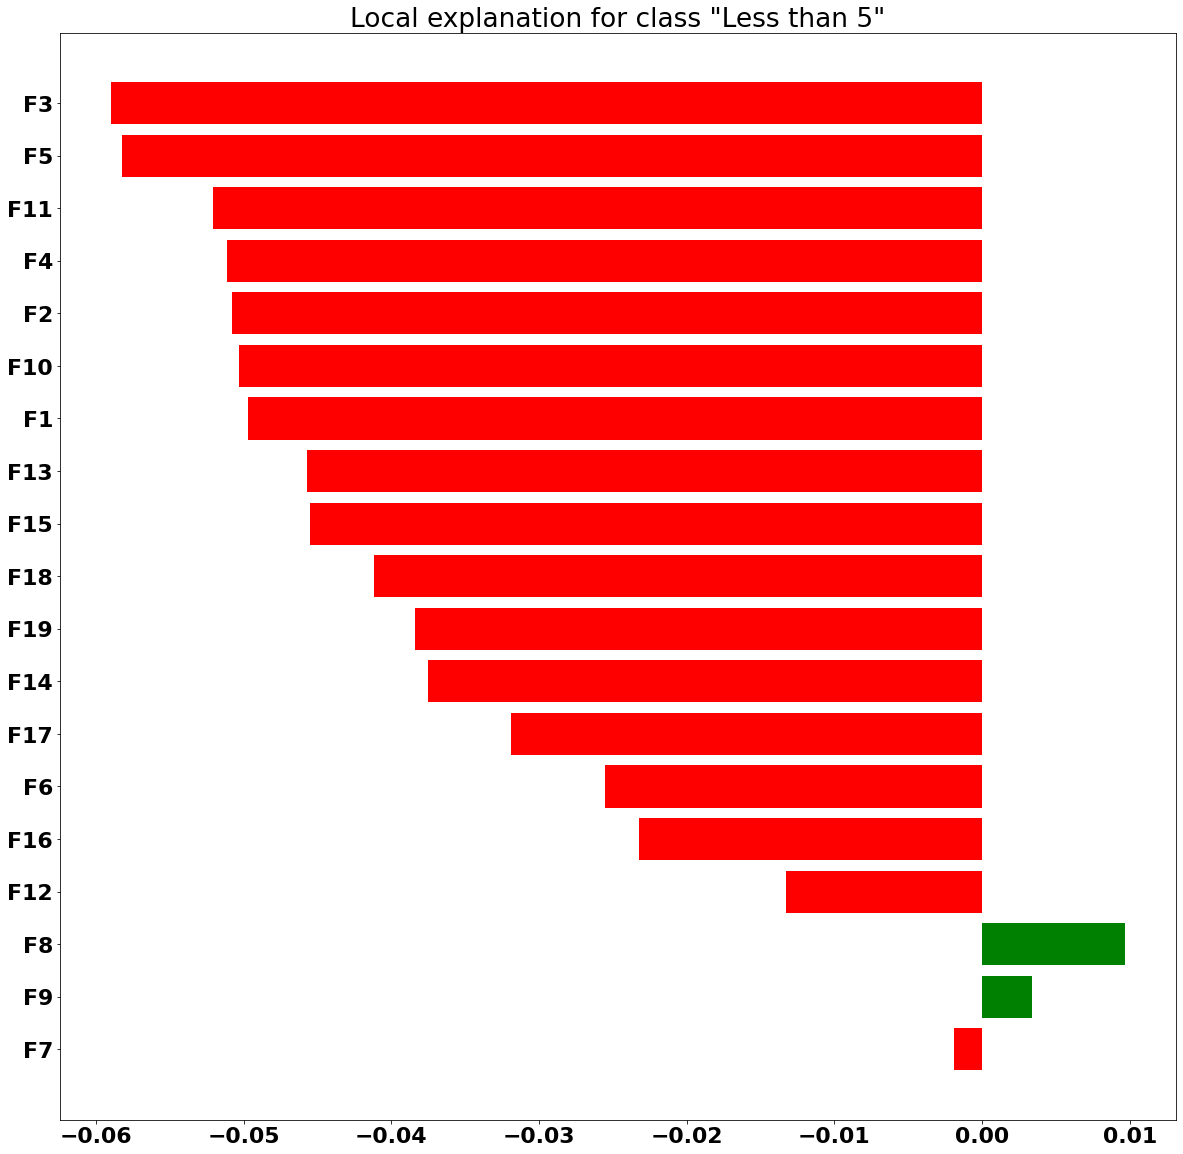 Local explanation for class "Less than 5"
F3
F5
F11
F4
F2
F10
F1
F13
F15
F18
F19
F14
F17
F6
F16
F12
F8
F9
F7
−0.06 −0.05 −0.04 −0.03 −0.02 −0.01 0.00 0.01